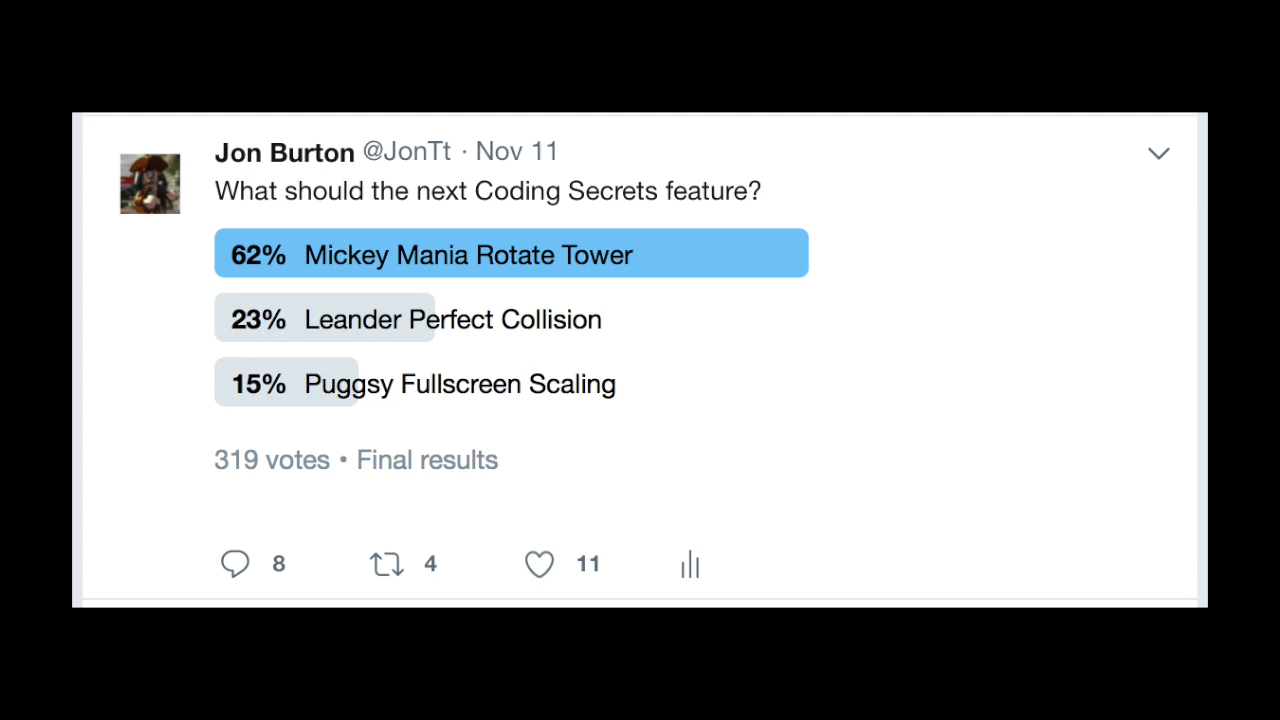 Jon Burton @JonTt · Nov 11
What should the next Coding Secrets feature?
62% Mickey Mania Rotate Tower
23% Leander Perfect Collision
15% Puggsy Fullscreen Scaling
319 votes • Final results
8 4 11